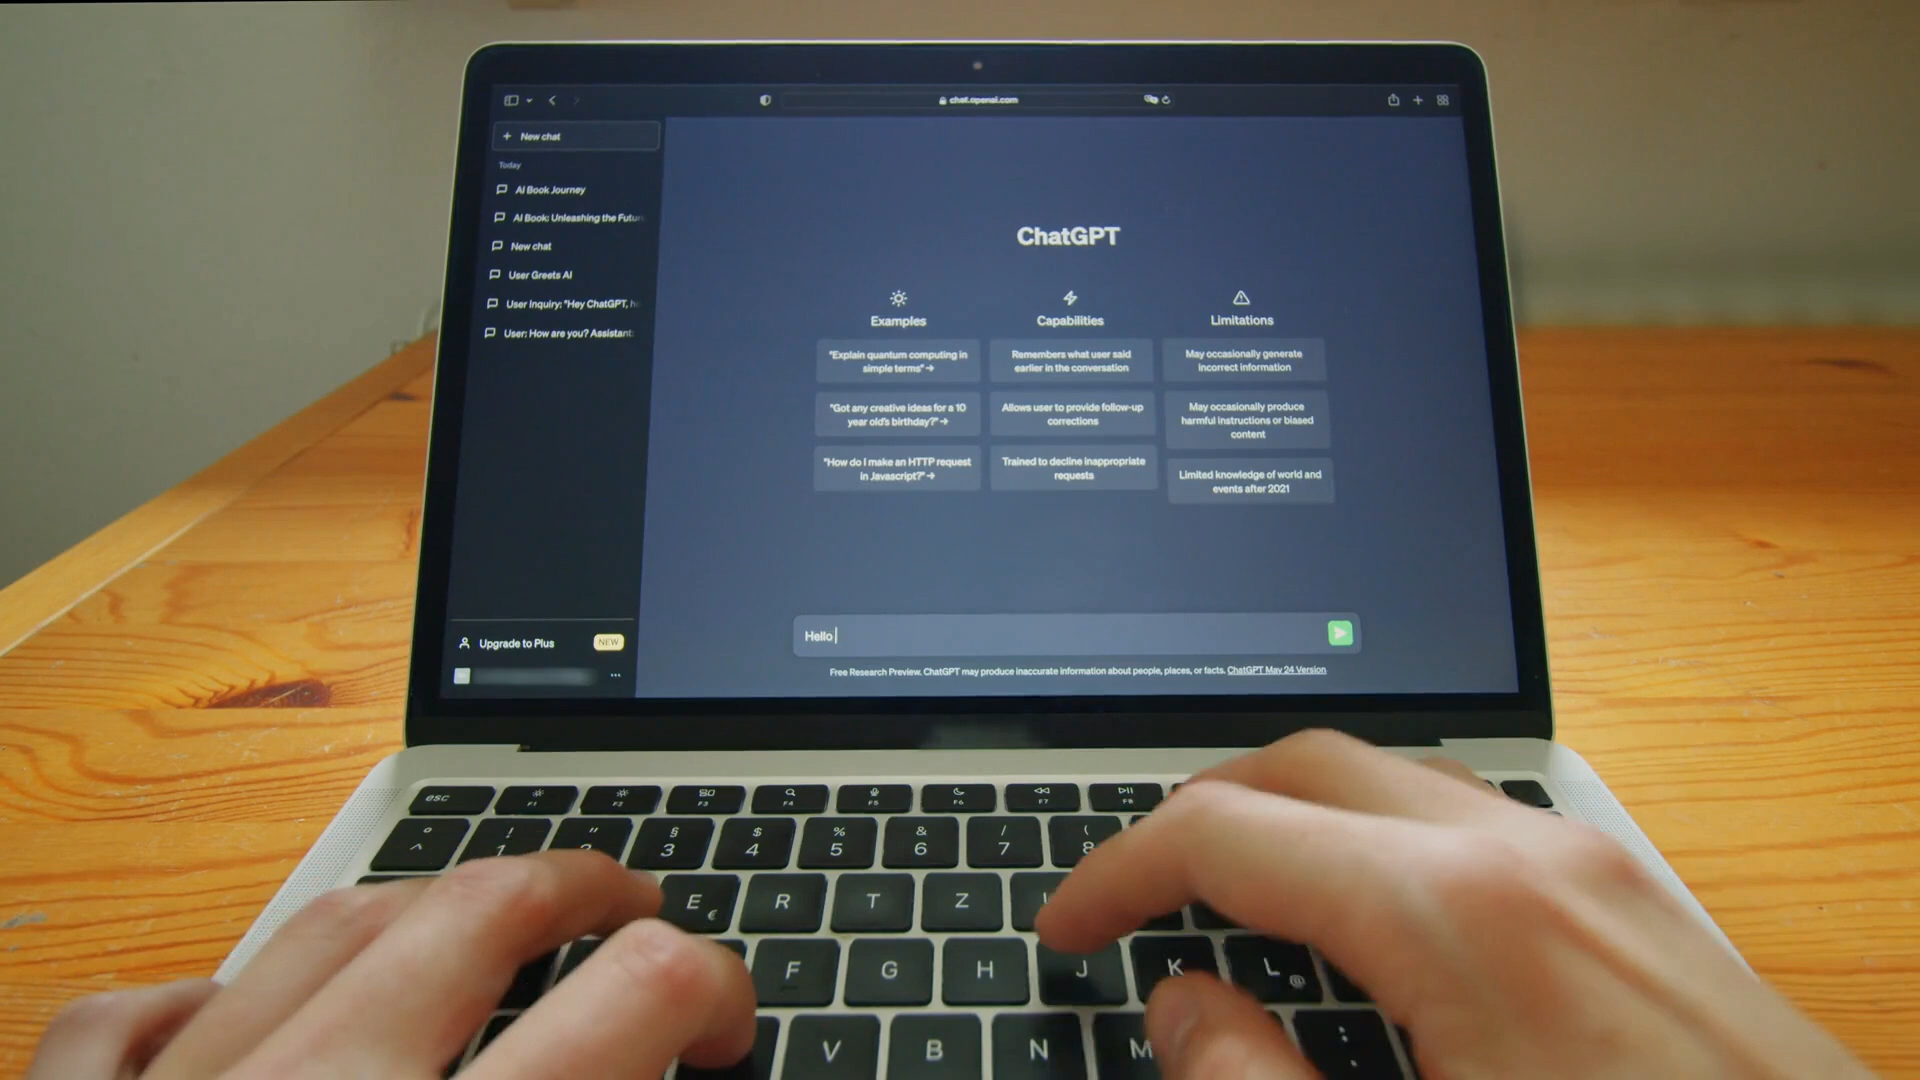 chat.openai.com
+ New chat
Today
AI Book Journey
AI Book: Unleashing the Futur
New chat
User Greets AI
User Inquiry: "Hey ChatGPT, h
User: How are you? Assistant:
Upgrade to Plus
NEW
ChatGPT
Examples
"Explain quantum computing in
simple terms" →
"Got any creative ideas for a 10
year old's birthday?" →
"How do I make an HTTP request
in Javascript?" →
Capabilities
Remembers what user said
earlier in the conversation
Allows user to provide follow-up
corrections
Trained to decline inappropriate
requests
Limitations
May occasionally generate
incorrect information
May occasionally produce
harmful instructions or biased
content
Limited knowledge of world and
events after 2021
Hello
Free Research Preview. ChatGPT may produce inaccurate information about people, places, or facts. ChatGPT May 24 Version
esc F1 F2 F3 F4 F5 F6 F7 F8
° ! " § $ % & / (
^ 1 2 3 4 5 6 7 8
E € R T Z
F G H J K L @
V B N M : .